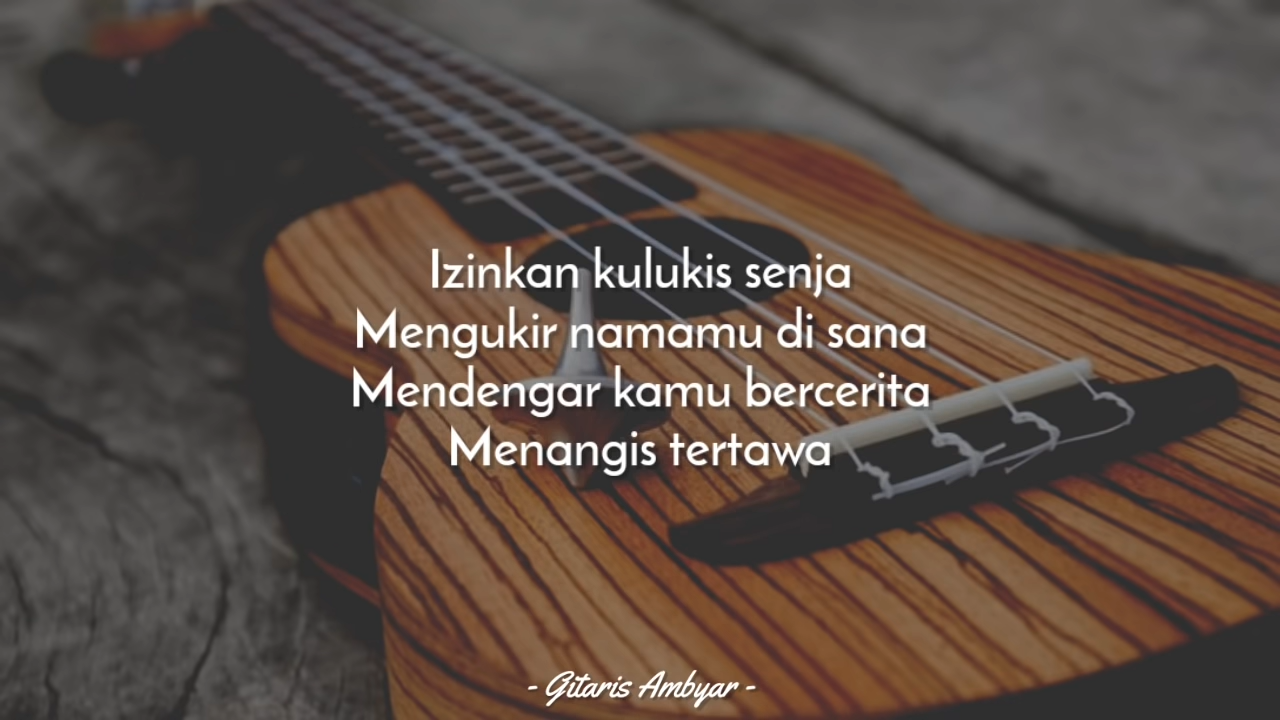 Izinkan kulukis senja
Mengukir namamu di sana
Mendengar kamu bercerita
Menangis tertawa
- Gitaris Ambyar -